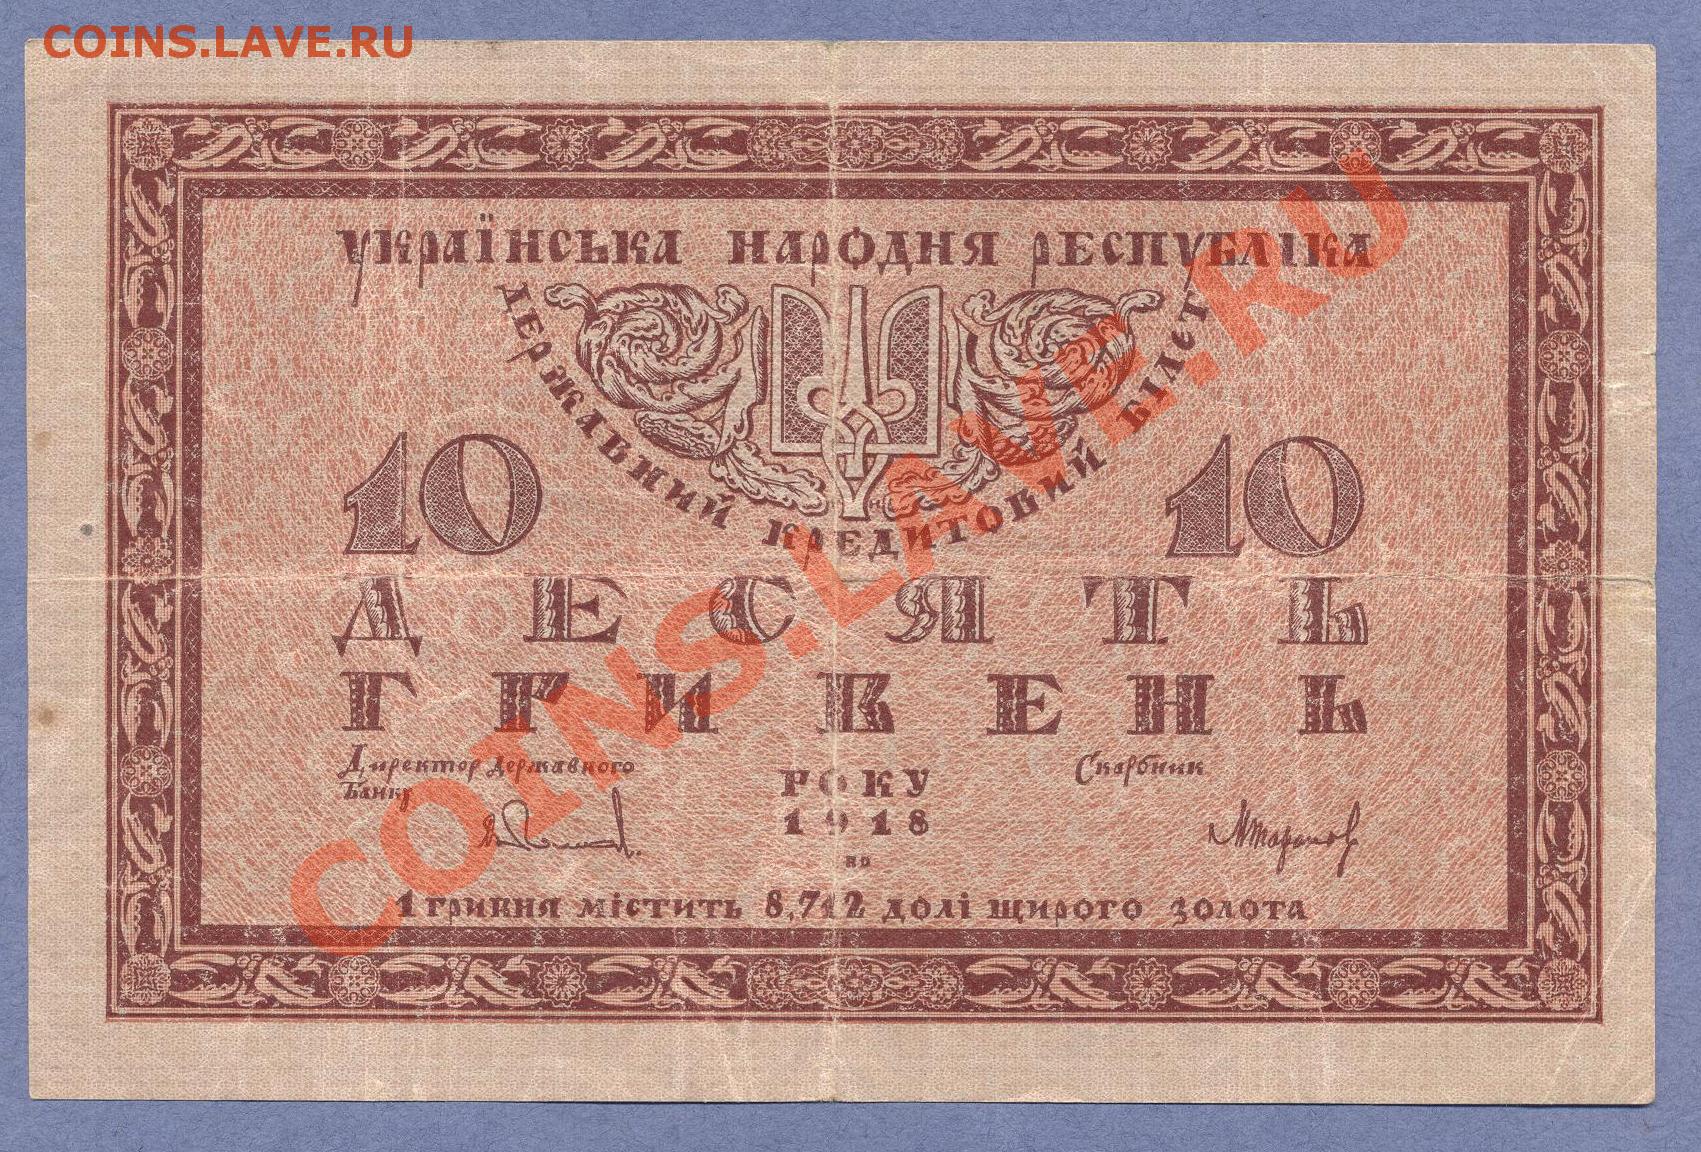 COINS.LAVE.RU
УКРАЇНСЬКА НАРОДНЯ РЕСПУБЛІКА
ДЕРЖАВНИЙ КРЕДИТОВИЙ БІЛЄТ
10 10
ДЕСЯТЬ
ГРИВЕНЬ
Директор Державного
Банку
Скарбник
РОКУ
1918
1 гривня містить 8,712 долі щирого золота
COINS.LAVE.RU